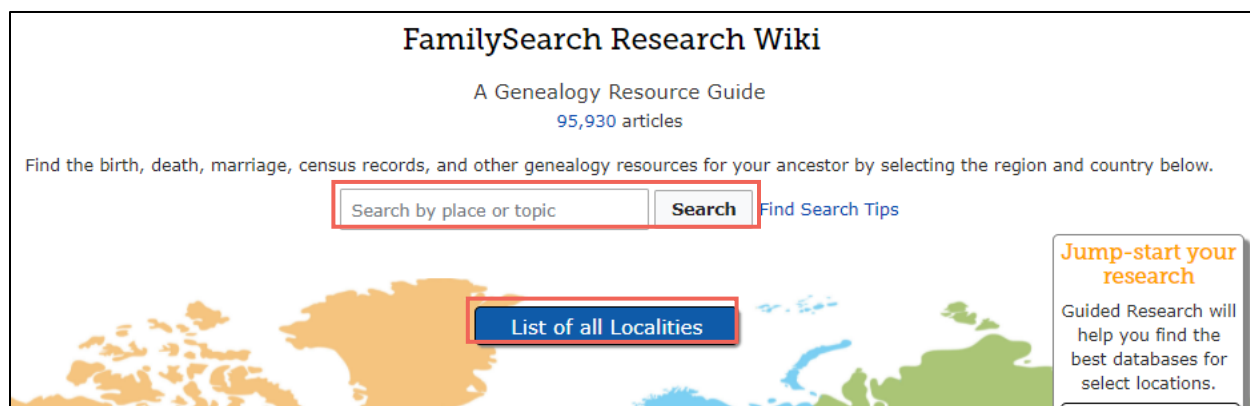 FamilySearch Research Wiki
A Genealogy Resource Guide
95,930 articles
Find the birth, death, marriage, census records, and other genealogy resources for your ancestor by selecting the region and country below.
Search by place or topic Search Find Search Tips
List of all Localities
Jump-start your
research
Guided Research will
help you find the
best databases for
select locations.